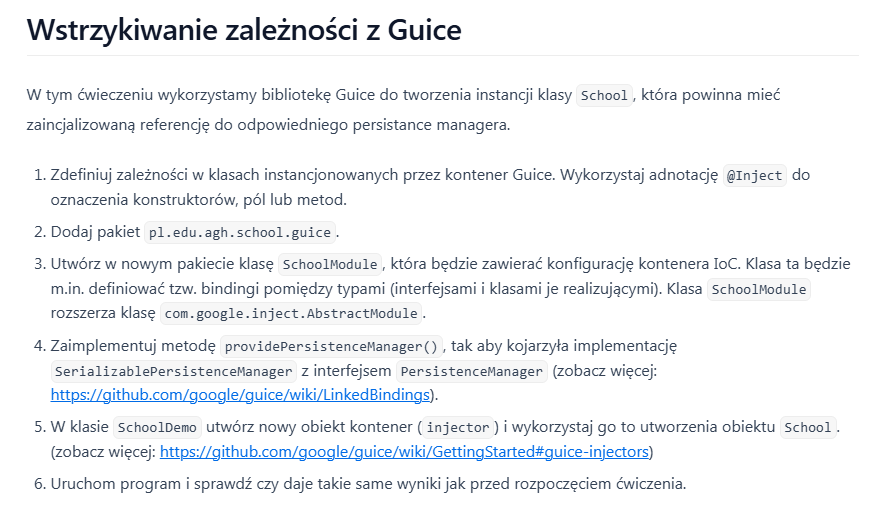 Wstrzykiwanie zależności z Guice
W tym ćwieczeniu wykorzystamy bibliotekę Guice do tworzenia instancji klasy School, która powinna mieć
zaincjalizowaną referencję do odpowiedniego persistance managera.
1. Zdefiniuj zależności w klasach instancjonowanych przez kontener Guice. Wykorzystaj adnotację @Inject do
oznaczenia konstruktorów, pól lub metod.
2. Dodaj pakiet pl.edu.agh.school.guice.
3. Utwórz w nowym pakiecie klasę SchoolModule, która będzie zawierać konfigurację kontenera IoC. Klasa ta będzie
m.in. definiować tzw. bindingi pomiędzy typami (interfejsami i klasami je realizującymi). Klasa SchoolModule
rozszerza klasę com.google.inject.AbstractModule.
4. Zaimplementuj metodę providePersistenceManager(), tak aby kojarzyła implementację
SerializablePersistenceManager z interfejsem PersistenceManager (zobacz więcej:
https://github.com/google/guice/wiki/LinkedBindings).
5. W klasie SchoolDemo utwórz nowy obiekt kontener (injector) i wykorzystaj go to utworzenia obiektu School.
(zobacz więcej: https://github.com/google/guice/wiki/GettingStarted#guice-injectors)
6. Uruchom program i sprawdź czy daje takie same wyniki jak przed rozpoczęciem ćwiczenia.